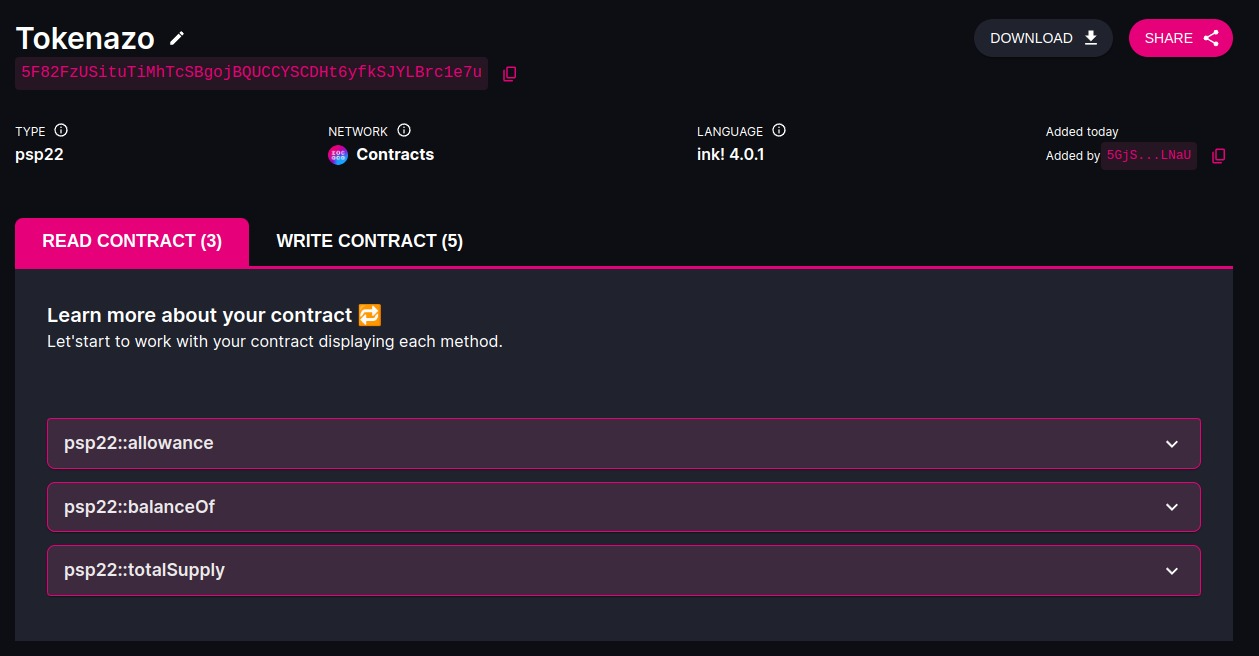 Tokenazo
DOWNLOAD
SHARE
5F82FzUSituTiMhTcSBgojBQUCCYSCDHt6yfkSJYLBrc1e7u
TYPE
NETWORK
LANGUAGE
Added today
psp22
Contracts
ink! 4.0.1
Added by 5GjS...LNaU
READ CONTRACT (3)
WRITE CONTRACT (5)
Learn more about your contract 🔁
Let'start to work with your contract displaying each method.
psp22::allowance
psp22::balanceOf
psp22::totalSupply